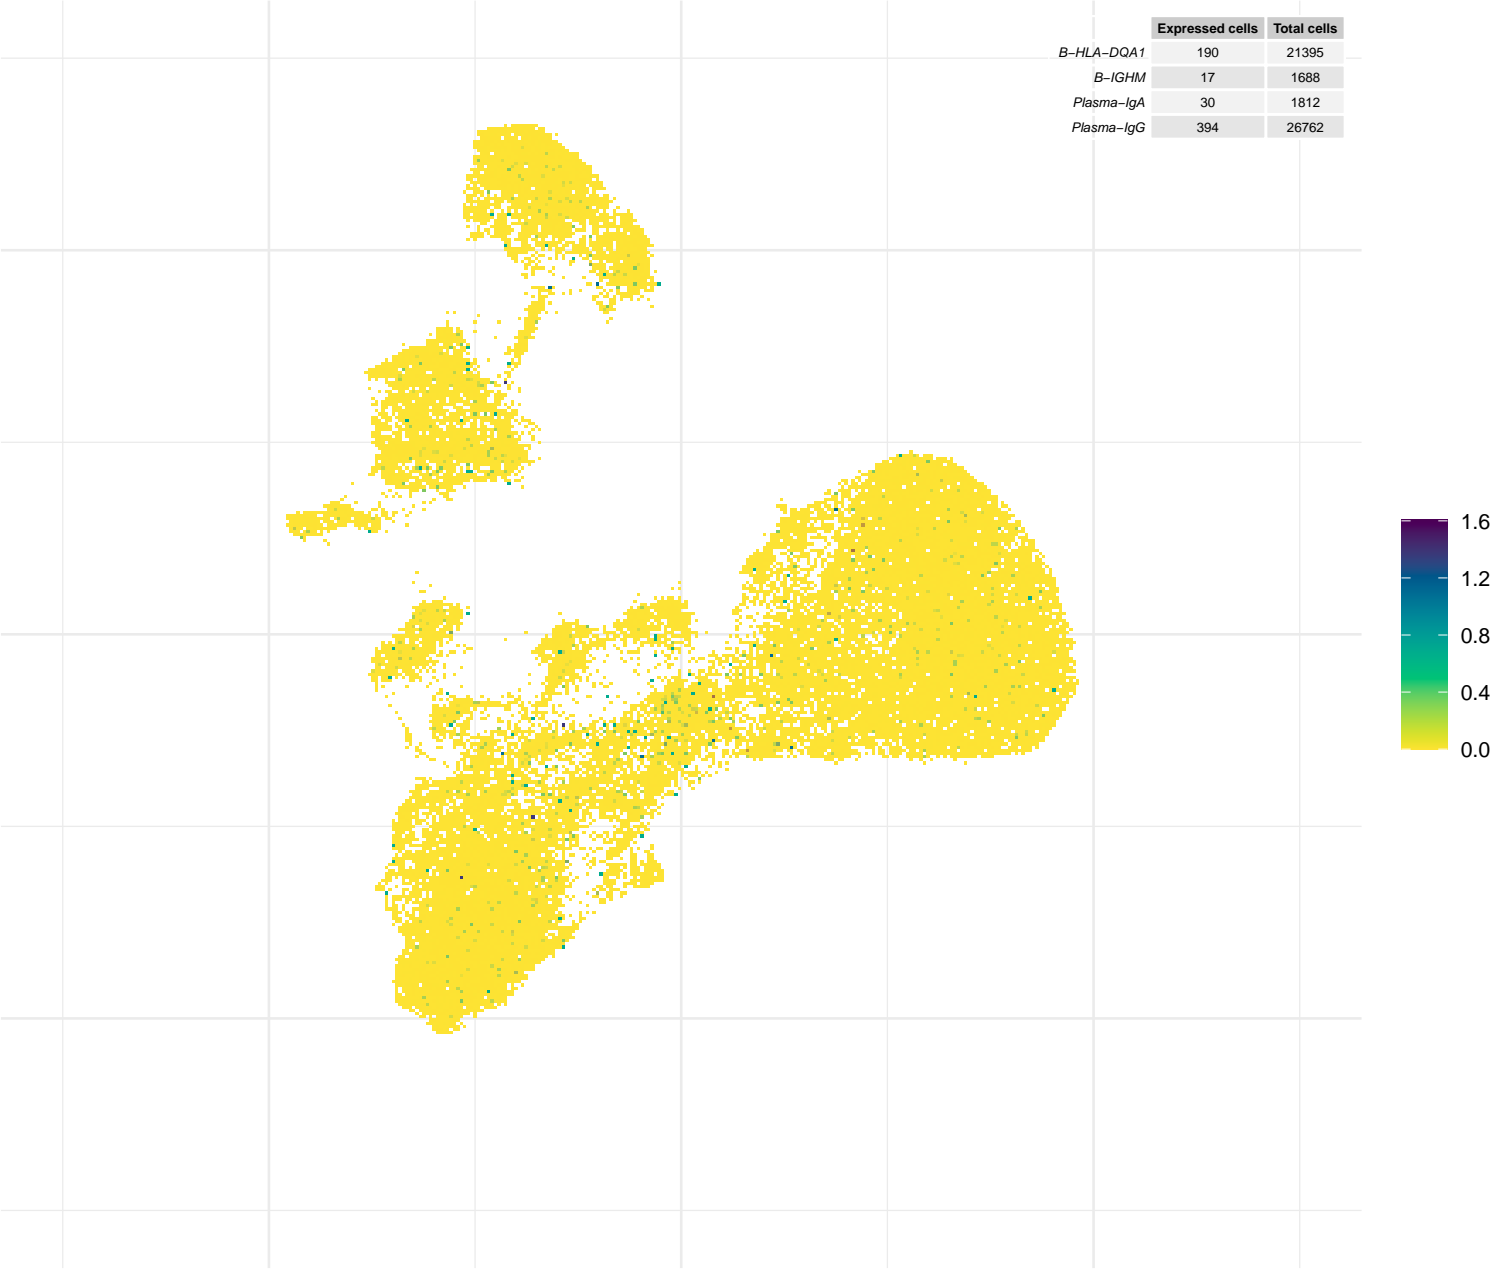 Expressed cells Total cells
B−HLA−DQA1 190 21395
B−IGHM 17 1688
Plasma−IgA 30 1812
Plasma−IgG 394 26762
1.6
1.2
0.8
0.4
0.0